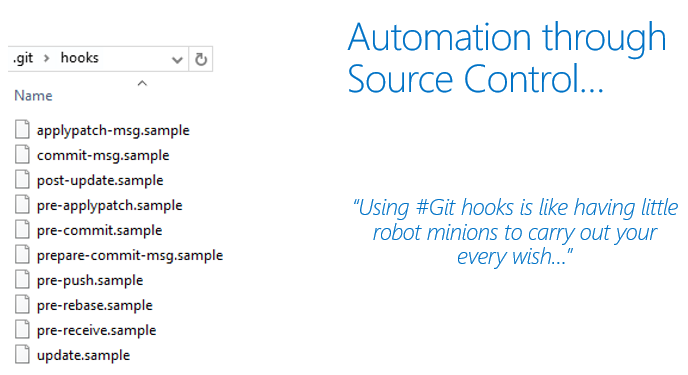 .git > hooks
Name
applypatch-msg.sample
commit-msg.sample
post-update.sample
pre-applypatch.sample
pre-commit.sample
prepare-commit-msg.sample
pre-push.sample
pre-rebase.sample
pre-receive.sample
update.sample
Automation through
Source Control...
“Using #Git hooks is like having little
robot minions to carry out your
every wish...”